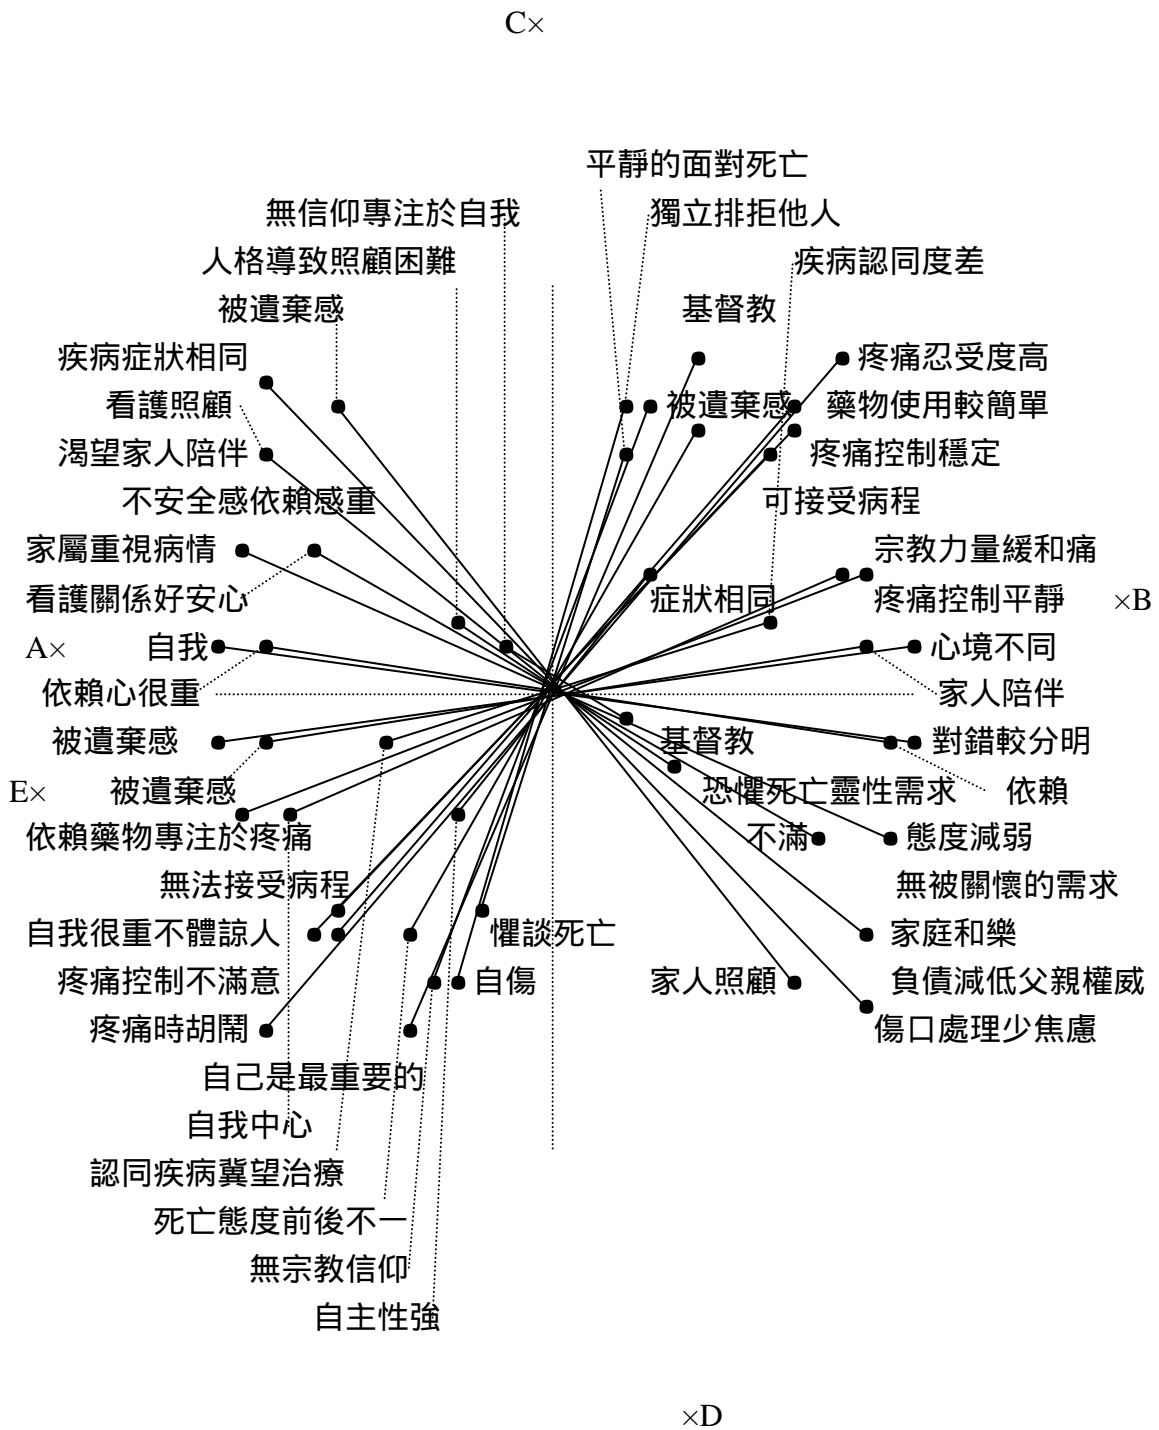 C×
平靜的面對死亡
無信仰專注於自我
獨立排拒他人
人格導致照顧困難
疾病認同度差
被遺棄感
基督教
疾病症狀相同
疼痛忍受度高
看護照顧
被遺棄感
藥物使用較簡單
渴望家人陪伴
疼痛控制穩定
不安全感依賴感重
可接受病程
家屬重視病情
宗教力量緩和痛
看護關係好安心
症狀相同
疼痛控制平靜
×B
A×
自我
心境不同
依賴心很重
家人陪伴
被遺棄感
基督教
對錯較分明
E×
被遺棄感
恐懼死亡靈性需求
依賴
依賴藥物專注於疼痛
不滿
態度減弱
無法接受病程
無被關懷的需求
自我很重不體諒人
懼談死亡
家庭和樂
疼痛控制不滿意
自傷
家人照顧
負債減低父親權威
疼痛時胡鬧
傷口處理少焦慮
自己是最重要的
自我中心
認同疾病冀望治療
死亡態度前後不一
無宗教信仰
自主性強
×D